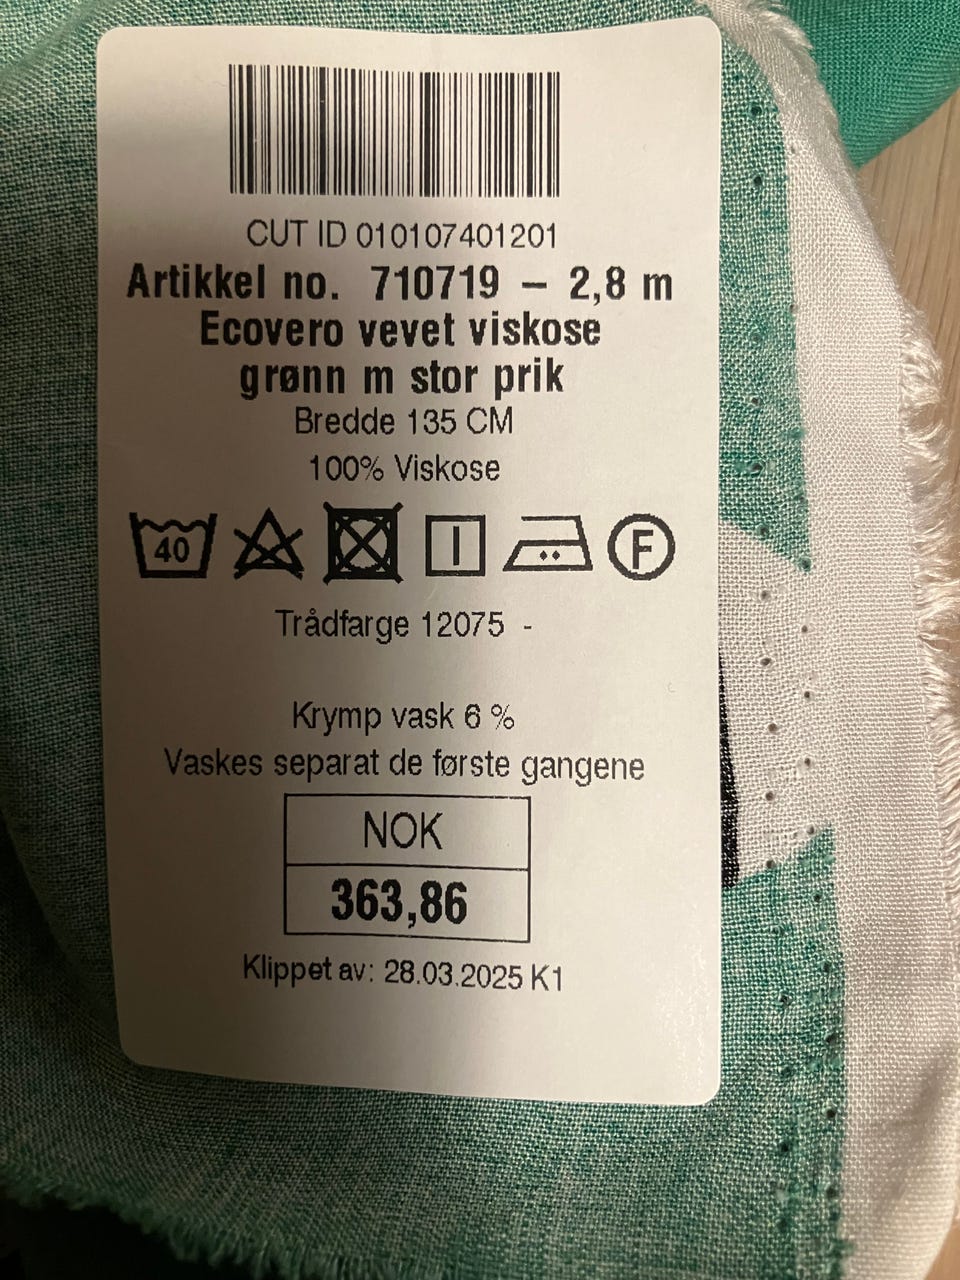 CUT ID 010107401201
Artikkel no. 710719 – 2,8 m
Ecovero vevet viskose
grønn m stor prik
Bredde 135 CM
100% Viskose
40 F
Trådfarge 12075 -
Krymp vask 6 %
Vaskes separat de første gangene
NOK
363,86
Klippet av: 28.03.2025 K1